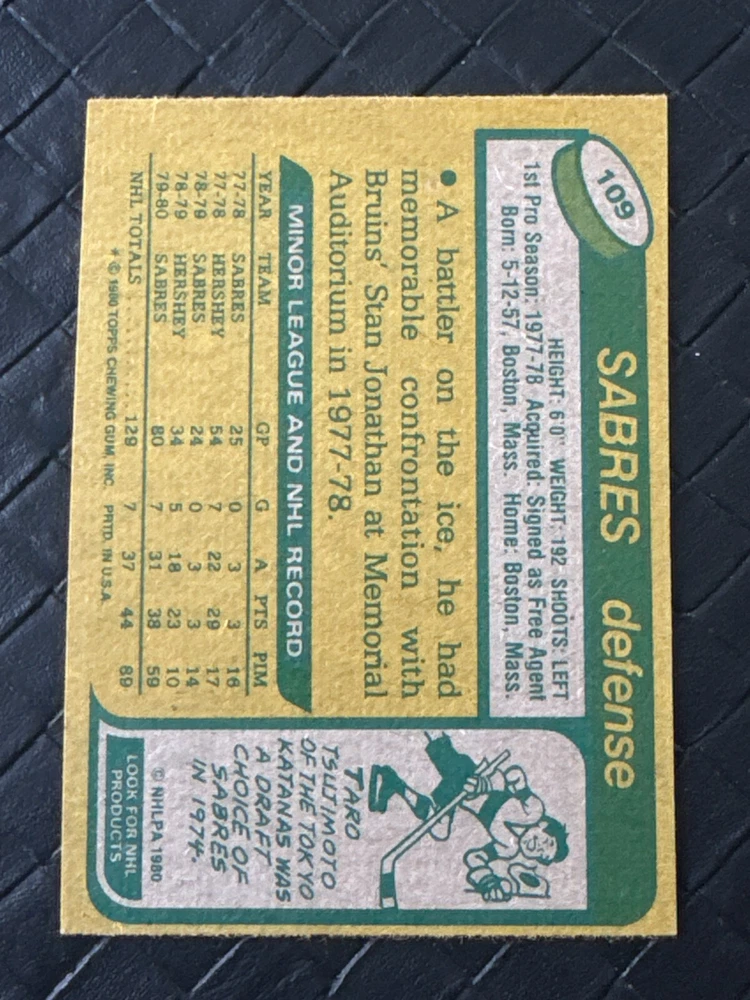 109
SABRES defense
HEIGHT: 6'0" WEIGHT: 192 SHOOTS: LEFT
1st Pro Season: 1977-78 Acquired: Signed as Free Agent
Born: 5-12-57, Boston, Mass. Home: Boston, Mass.
• A battler on the ice, he had
memorable confrontation with
Bruins' Stan Jonathan at Memorial
Auditorium in 1977-78.
MINOR LEAGUE AND NHL RECORD
YEAR TEAM GP G A PTS PIM
77-78 SABRES 25 0 3 3 16
77-78 HERSHEY 54 7 22 29 17
78-79 SABRES 24 0 3 3 14
78-79 HERSHEY 34 5 18 23 10
79-80 SABRES 80 7 31 38 59
NHL TOTALS 129 7 37 44 89
* © 1980 TOPPS CHEWING GUM, INC. PRTD. IN U.S.A.
TARO
TSUJIMOTO
OF THE TOKYO
KATANAS WAS
A DRAFT
CHOICE OF
SABRES
IN 1974.
© NHLPA 1980
LOOK FOR NHL
PRODUCTS